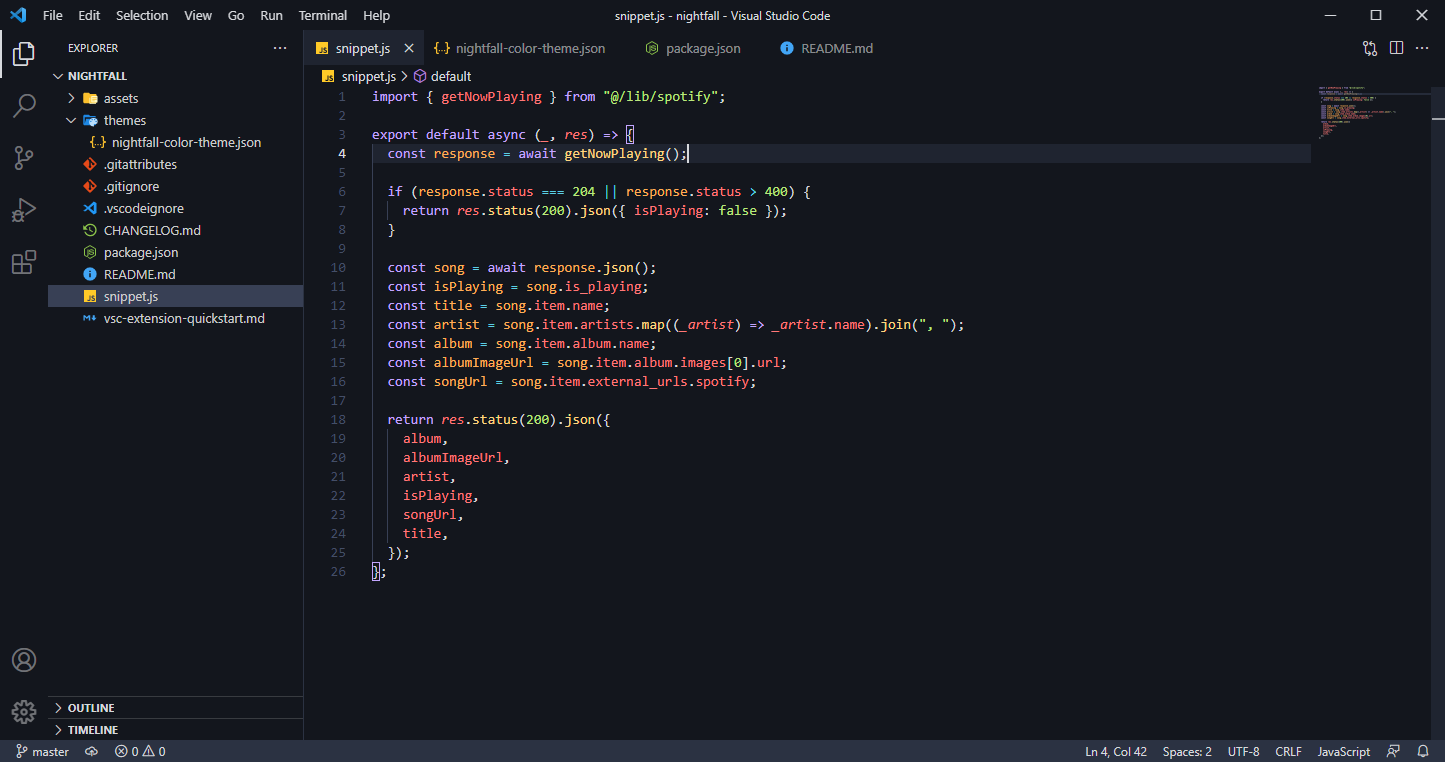 File Edit Selection View Go Run Terminal Help
snippet.js - nightfall - Visual Studio Code
EXPLORER
NIGHTFALL
assets
themes
{..} nightfall-color-theme.json
.gitattributes
.gitignore
.vscodeignore
CHANGELOG.md
package.json
README.md
JS snippet.js
M↓ vsc-extension-quickstart.md
OUTLINE
TIMELINE
JS snippet.js {..} nightfall-color-theme.json package.json README.md
JS snippet.js > default
1 import { getNowPlaying } from "@/lib/spotify";
2
3 export default async (_, res) => {
4 const response = await getNowPlaying();
5
6 if (response.status === 204 || response.status > 400) {
7 return res.status(200).json({ isPlaying: false });
8 }
9
10 const song = await response.json();
11 const isPlaying = song.is_playing;
12 const title = song.item.name;
13 const artist = song.item.artists.map((_artist) => _artist.name).join(", ");
14 const album = song.item.album.name;
15 const albumImageUrl = song.item.album.images[0].url;
16 const songUrl = song.item.external_urls.spotify;
17
18 return res.status(200).json({
19 album,
20 albumImageUrl,
21 artist,
22 isPlaying,
23 songUrl,
24 title,
25 });
26 };
master 0 0 Ln 4, Col 42 Spaces: 2 UTF-8 CRLF JavaScript